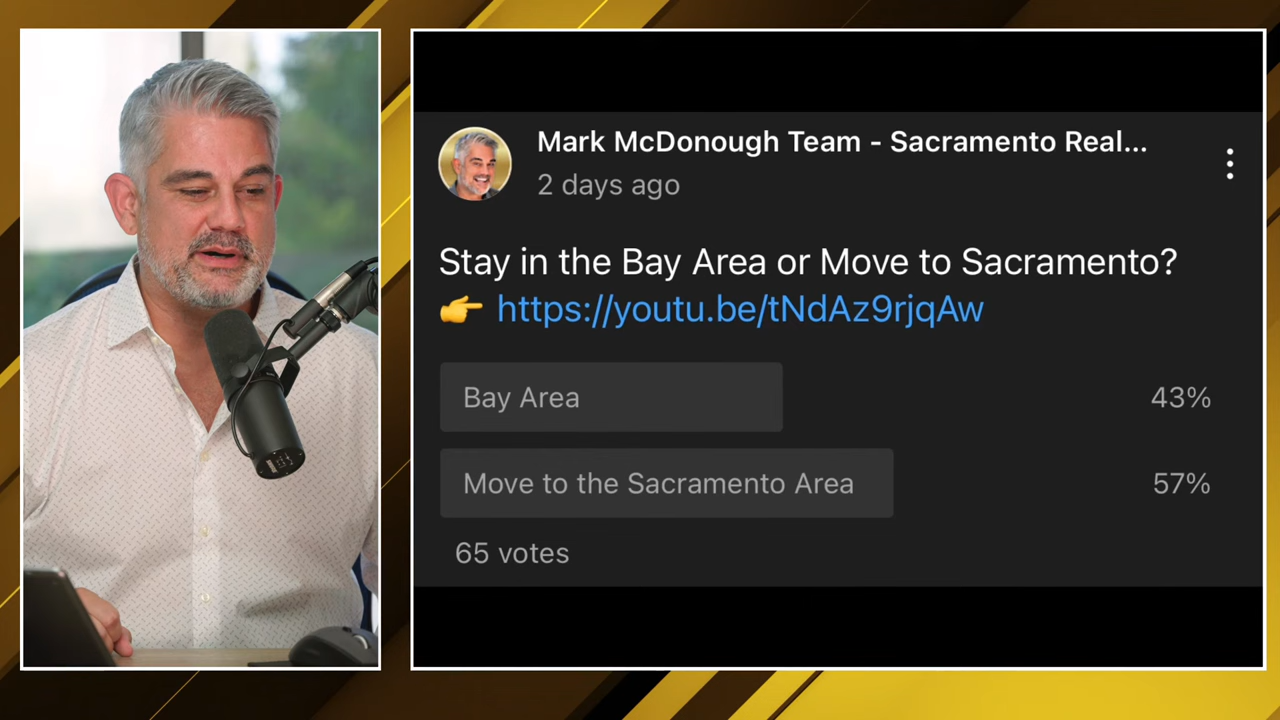 Mark McDonough Team - Sacramento Real...
2 days ago
Stay in the Bay Area or Move to Sacramento?
👉 https://youtu.be/tNdAz9rjqAw
Bay Area 43%
Move to the Sacramento Area 57%
65 votes